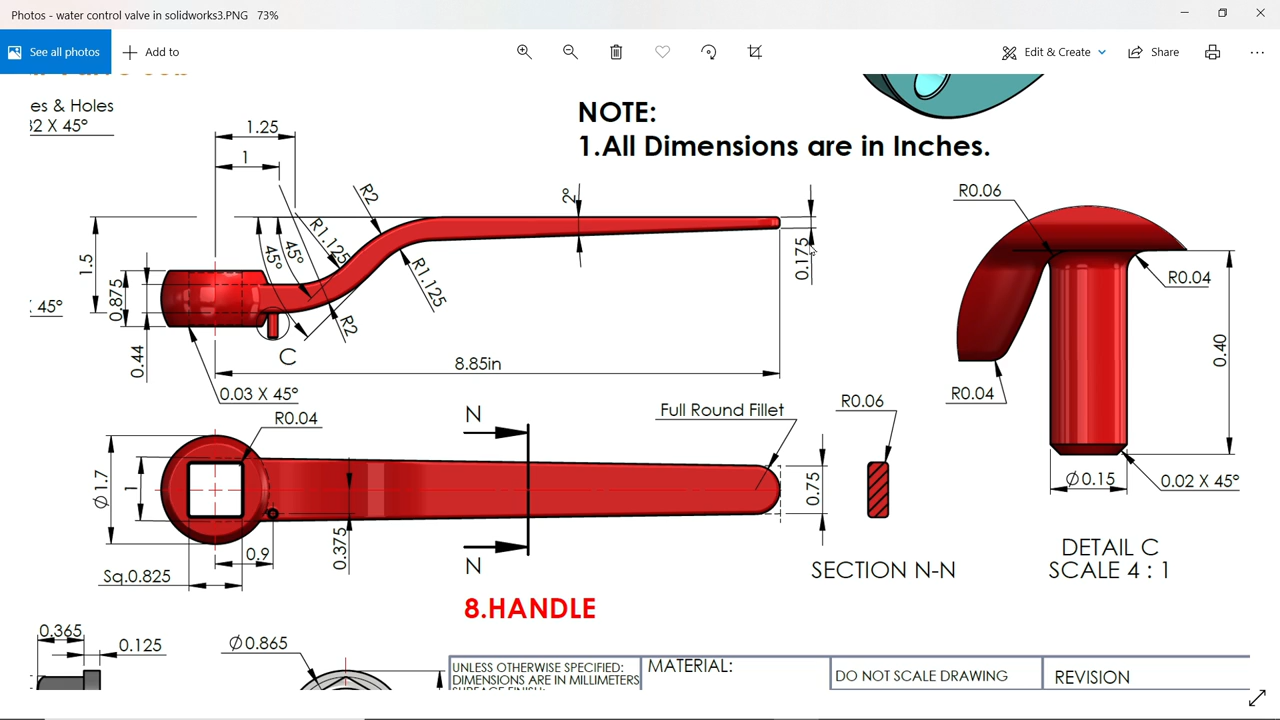 Photos - water control valve in solidworks3.PNG   73%
See all photos
Add to
Edit & Create
Share
es & Holes
32 X 45°
NOTE:
1.All Dimensions are in Inches.
1.25
1
R2
R1.125
45°
45°
2°
0.175
1.5
0.875
0.44
45°
R1.125
R2
C
8.85in
0.03 X 45°
R0.06
R0.04
0.40
R0.04
Ø0.15
0.02 X 45°
DETAIL C
SCALE 4 : 1
R0.04
N
Full Round Fillet
R0.06
Ø1.7
1
0.9
0.375
0.75
Sq.0.825
N
SECTION N-N
8.HANDLE
0.365
0.125
Ø0.865
UNLESS OTHERWISE SPECIFIED:
DIMENSIONS ARE IN MILLIMETERS
MATERIAL:
DO NOT SCALE DRAWING
REVISION